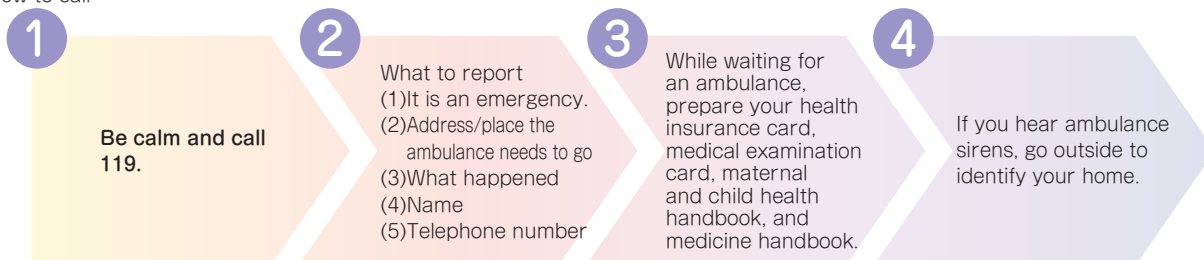 1
Be calm and call
119.
2
What to report
(1)It is an emergency.
(2)Address/place the
ambulance needs to go
(3)What happened
(4)Name
(5)Telephone number
3
While waiting for
an ambulance,
prepare your health
insurance card,
medical examination
card, maternal
and child health
handbook, and
medicine handbook.
4
If you hear ambulance
sirens, go outside to
identify your home.